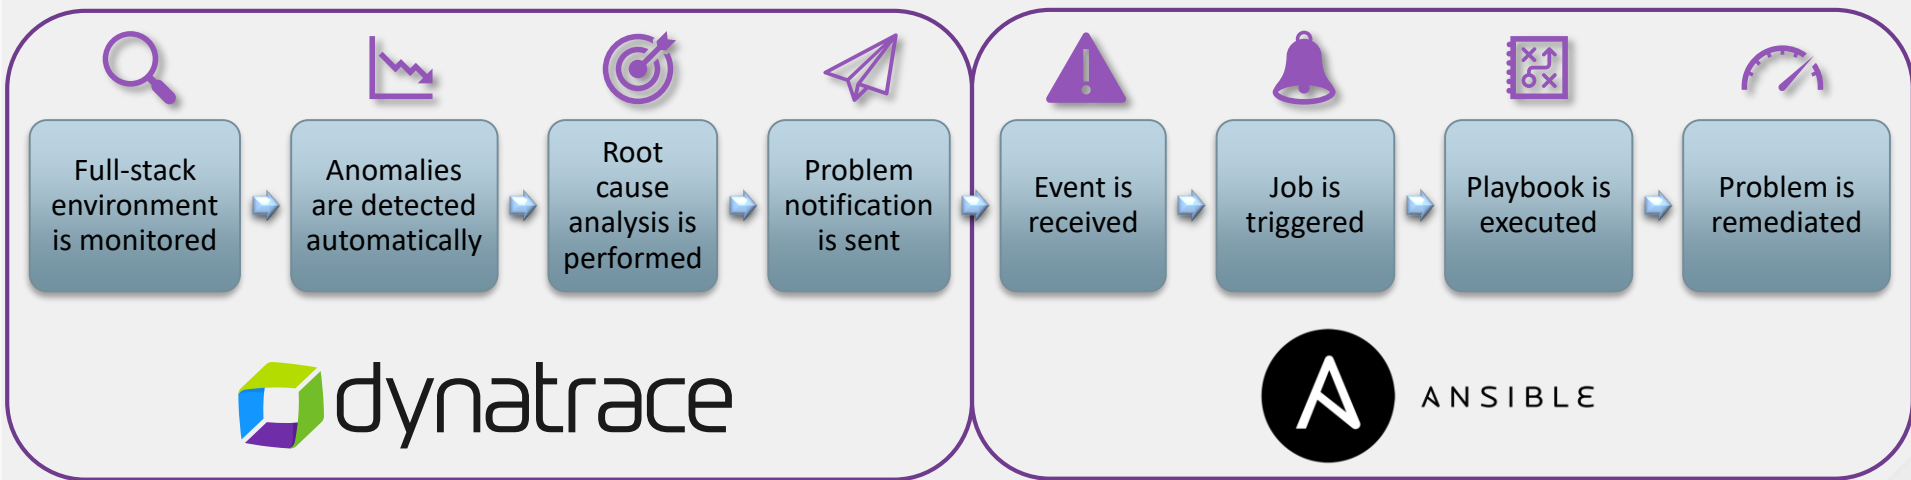 Full-stack
environment
is monitored
Anomalies
are detected
automatically
Root
cause
analysis is
performed
Problem
notification
is sent
Event is
received
Job is
triggered
Playbook is
executed
Problem is
remediated
dynatrace
A
ANSIBLE